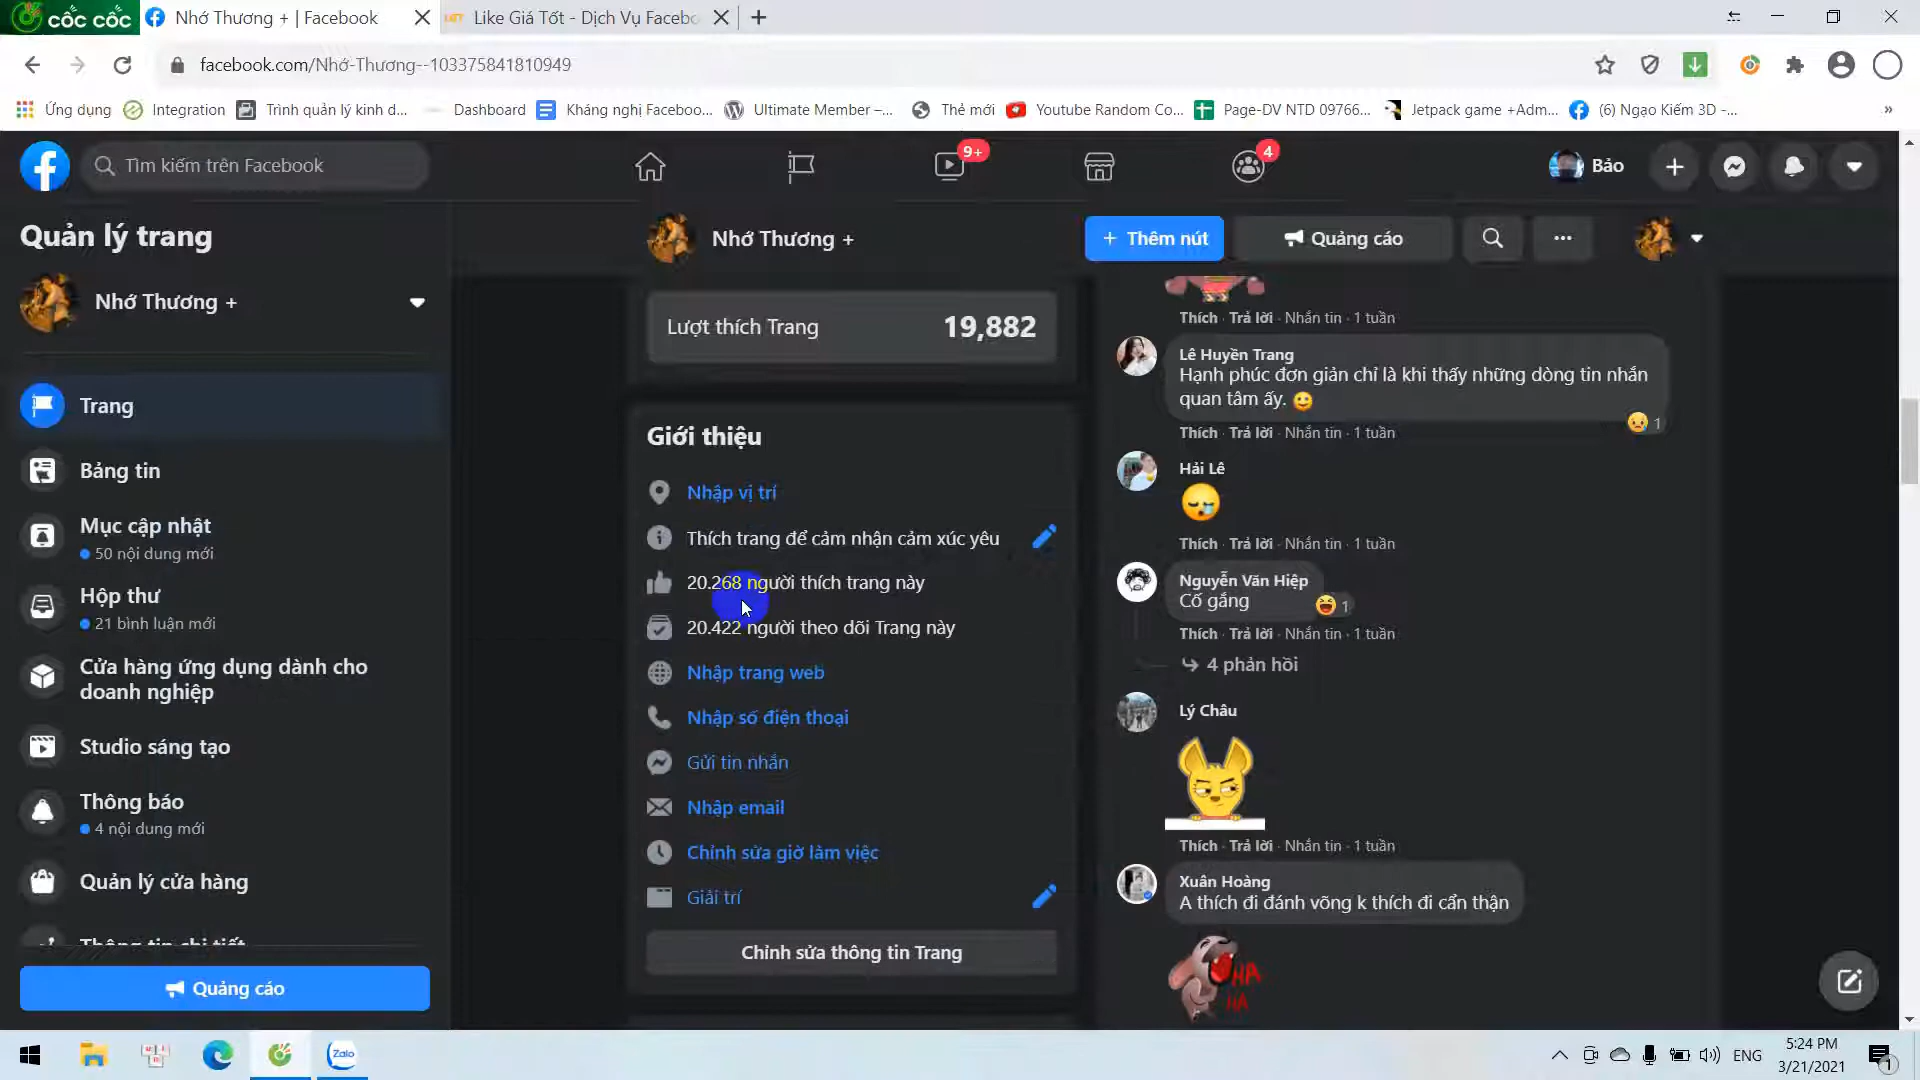 cốc cốc
Nhớ Thương + | Facebook
Like Giá Tốt - Dịch Vụ Facebo
facebook.com/Nhớ-Thương--103375841810949
Ứng dụng
Integration
Trình quản lý kinh d...
Dashboard
Kháng nghị Faceboo...
Ultimate Member –...
Thẻ mới
Youtube Random Co...
Page-DV NTD 09766...
Jetpack game +Adm...
(6) Ngạo Kiếm 3D -...
»
Tìm kiếm trên Facebook
9+
4
Bảo
Quản lý trang
Nhớ Thương +
Trang
Bảng tin
Mục cập nhật
50 nội dung mới
Hộp thư
21 bình luận mới
Cửa hàng ứng dụng dành cho
doanh nghiệp
Studio sáng tạo
Thông báo
4 nội dung mới
Quản lý cửa hàng
Thông tin chi tiết
Quảng cáo
Nhớ Thương +
+ Thêm nút
Quảng cáo
Lượt thích Trang
19,882
Giới thiệu
Nhập vị trí
Thích trang để cảm nhận cảm xúc yêu
20.268 người thích trang này
20.422 người theo dõi Trang này
Nhập trang web
Nhập số điện thoại
Gửi tin nhắn
Nhập email
Chỉnh sửa giờ làm việc
Giải trí
Chỉnh sửa thông tin Trang
Thích · Trả lời · Nhắn tin · 1 tuần
Lê Huyền Trang
Hạnh phúc đơn giản chỉ là khi thấy những dòng tin nhắn
quan tâm ấy.
1
Thích · Trả lời · Nhắn tin · 1 tuần
Hải Lê
Thích · Trả lời · Nhắn tin · 1 tuần
Nguyễn Văn Hiệp
Cố gắng
1
Thích · Trả lời · Nhắn tin · 1 tuần
4 phản hồi
Lý Châu
Thích · Trả lời · Nhắn tin · 1 tuần
Xuân Hoàng
A thích đi đánh võng k thích đi cẩn thận
HA
HA
Zalo
ENG
5:24 PM
3/21/2021
1